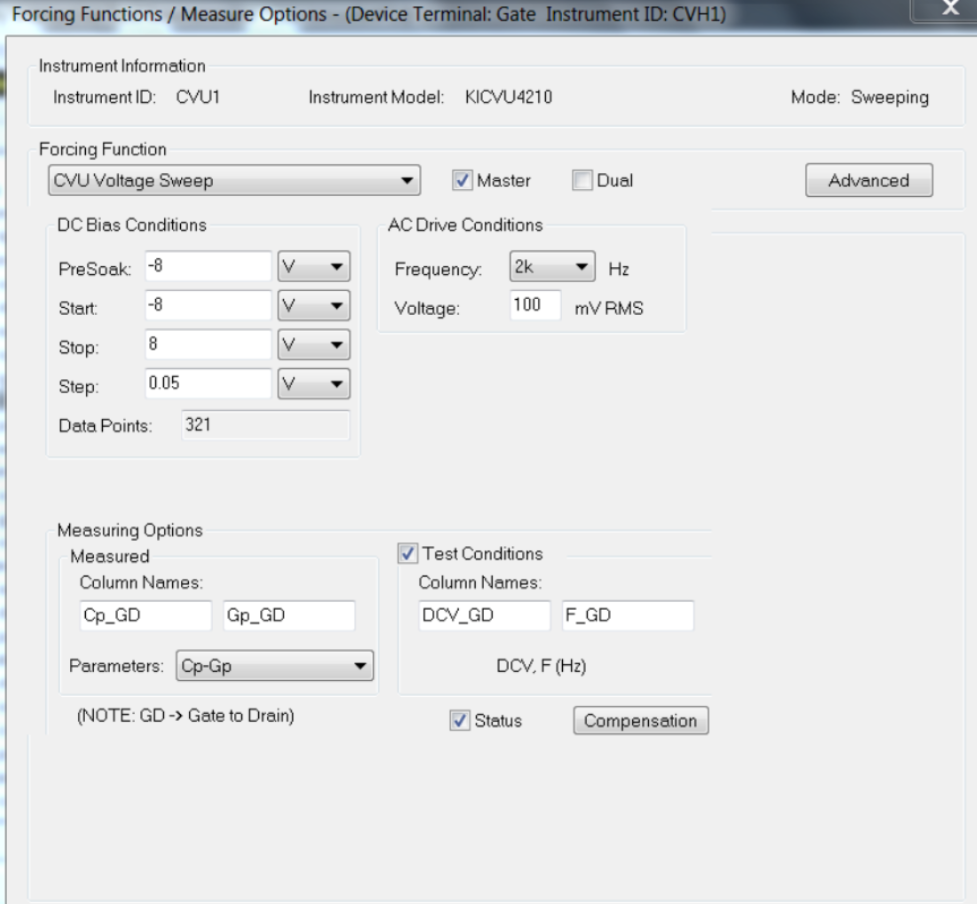 Forcing Functions / Measure Options - (Device Terminal: Gate Instrument ID: CVH1)
X
Instrument Information
Instrument ID: CVU1 Instrument Model: KICVU4210 Mode: Sweeping
Forcing Function
CVU Voltage Sweep Master Dual Advanced
DC Bias Conditions AC Drive Conditions
PreSoak: -8 V Frequency: 2k Hz
Start: -8 V Voltage: 100 mV RMS
Stop: 8 V
Step: 0.05 V
Data Points: 321
Measuring Options
Measured Test Conditions
Column Names: Column Names:
Cp_GD Gp_GD DCV_GD F_GD
Parameters: Cp-Gp DCV, F (Hz)
(NOTE: GD -> Gate to Drain) Status Compensation